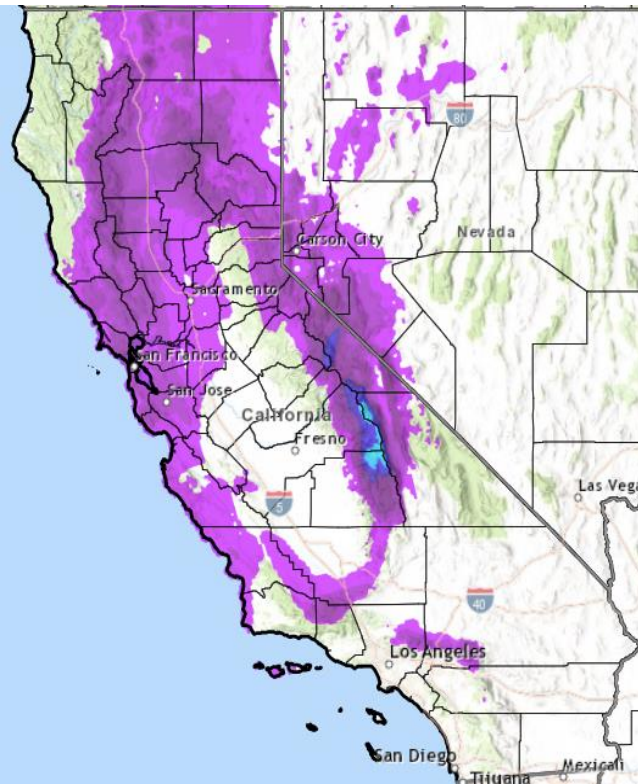 80
Nevada
Carson City
Sacramento
San Francisco
San Jose
California
Fresno
5
Las Vega
40
Los Angeles
San Diego
Tijuana
Mexicali